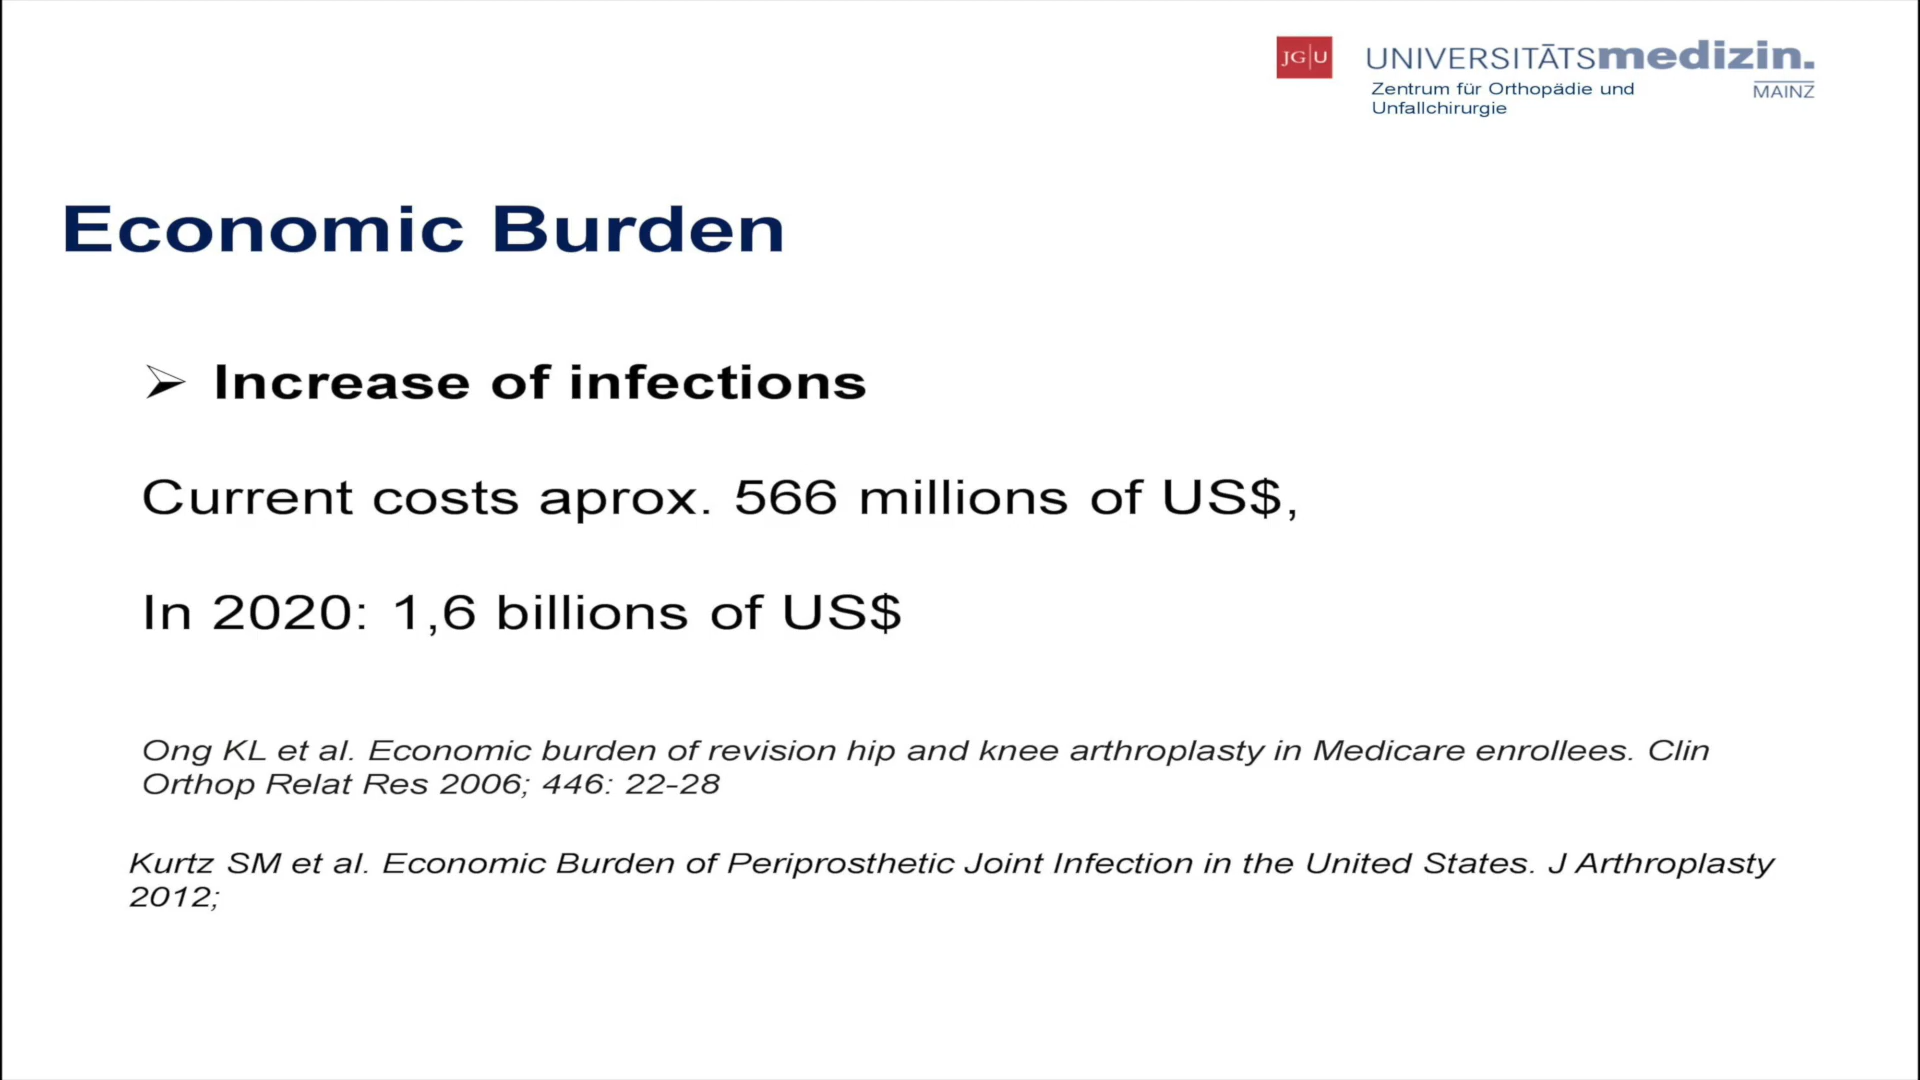 JG|U
UNIVERSITĀTSmedizin.
MAINZ
Zentrum für Orthopädie und
Unfallchirurgie
Economic Burden
➢ Increase of infections
Current costs aprox. 566 millions of US$,
In 2020: 1,6 billions of US$
Ong KL et al. Economic burden of revision hip and knee arthroplasty in Medicare enrollees. Clin
Orthop Relat Res 2006; 446: 22-28
Kurtz SM et al. Economic Burden of Periprosthetic Joint Infection in the United States. J Arthroplasty
2012;